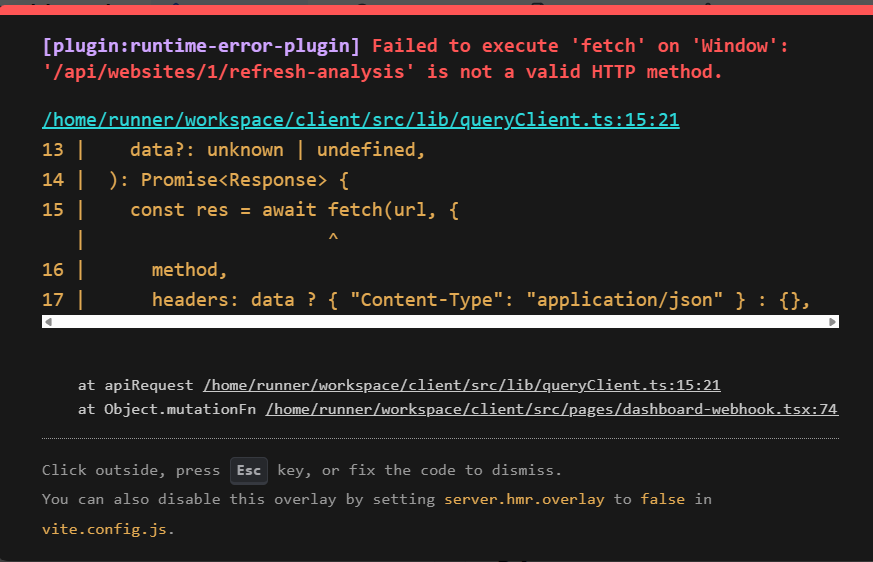 [plugin:runtime-error-plugin] Failed to execute 'fetch' on 'Window':
'/api/websites/1/refresh-analysis' is not a valid HTTP method.
/home/runner/workspace/client/src/lib/queryClient.ts:15:21
13 |    data?: unknown | undefined,
14 |  ): Promise<Response> {
15 |    const res = await fetch(url, {
   |                      ^
16 |      method,
17 |      headers: data ? { "Content-Type": "application/json" } : {},
at apiRequest /home/runner/workspace/client/src/lib/queryClient.ts:15:21
at Object.mutationFn /home/runner/workspace/client/src/pages/dashboard-webhook.tsx:74
Click outside, press Esc key, or fix the code to dismiss.
You can also disable this overlay by setting server.hmr.overlay to false in
vite.config.js.